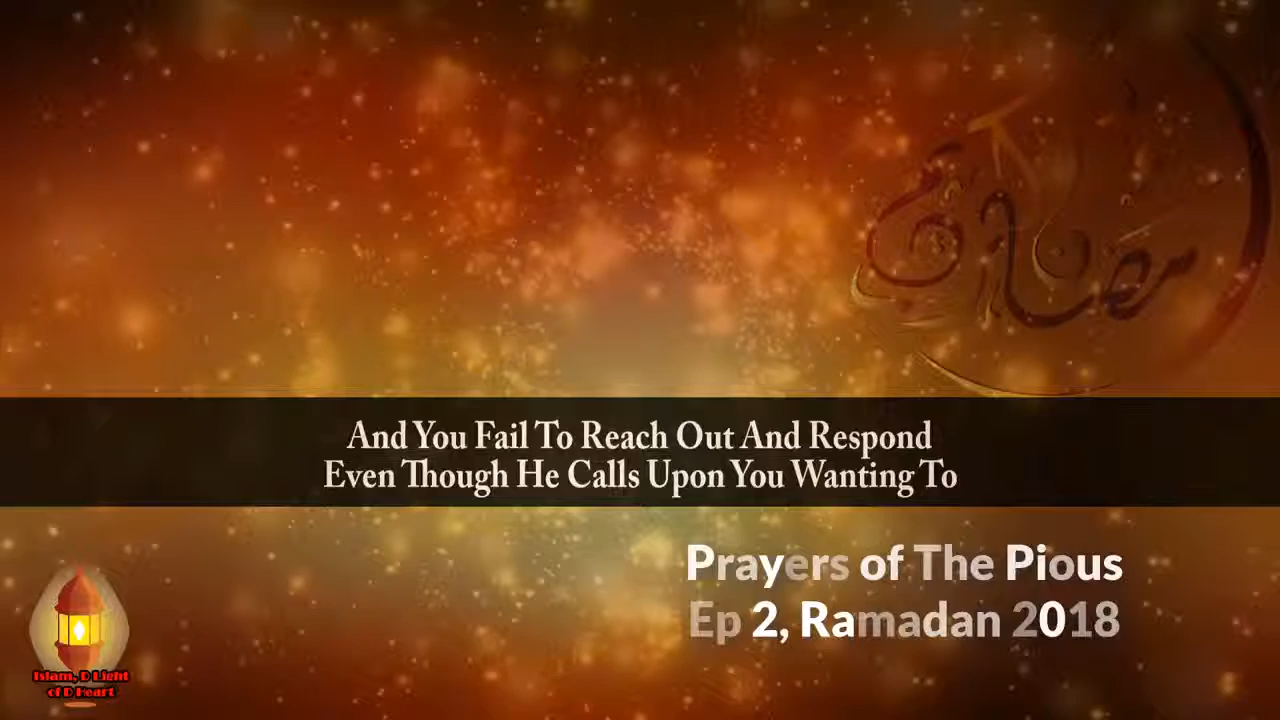 And You Fail To Reach Out And Respond
Even Though He Calls Upon You Wanting To
Prayers of The Pious
Ep 2, Ramadan 2018
Islam, D Light
of D Heart